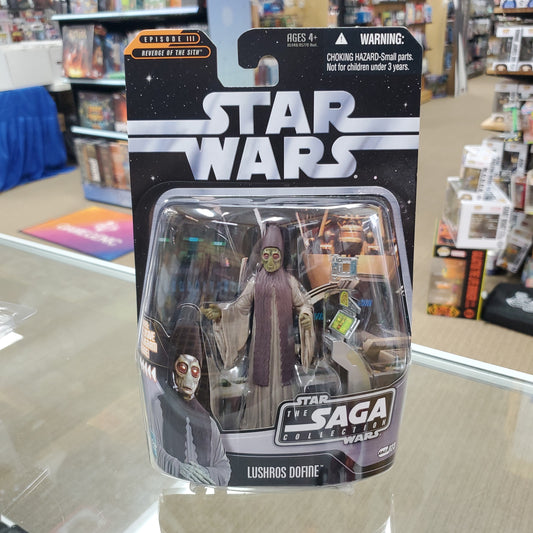 EPISODE III
REVENGE OF THE SITH
AGES 4+
WARNING:
CHOKING HAZARD-Small parts.
Not for children under 3 years.
STAR
WARS
STAR
THE SAGA
COLLECTION
WARS
LUSHROS DOFINE™